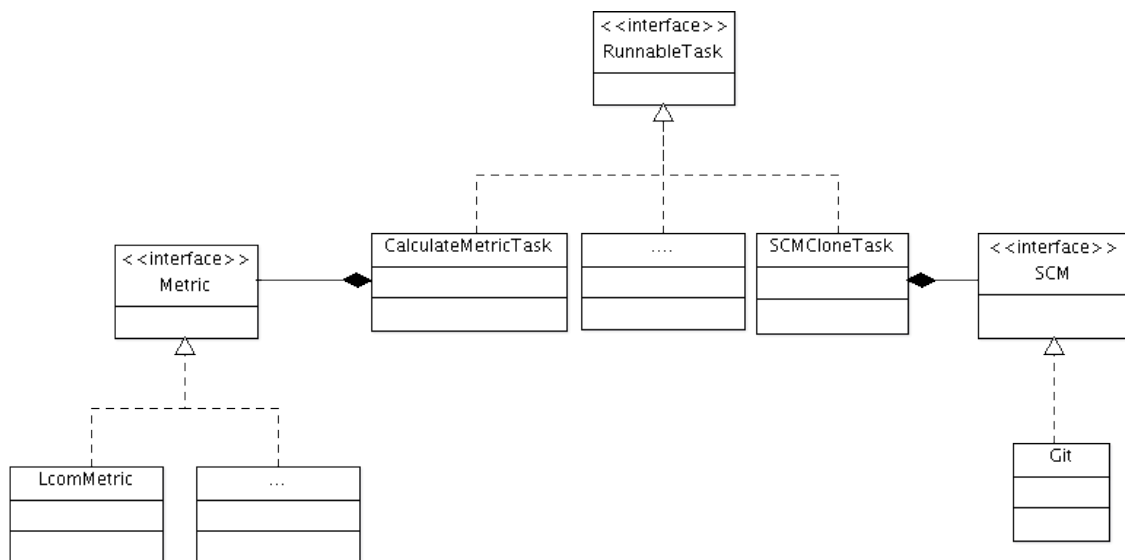 <<interface>>
RunnableTask
CalculateMetricTask
....
SCMCloneTask
<<interface>>
Metric
<<interface>>
SCM
LcomMetric
...
Git